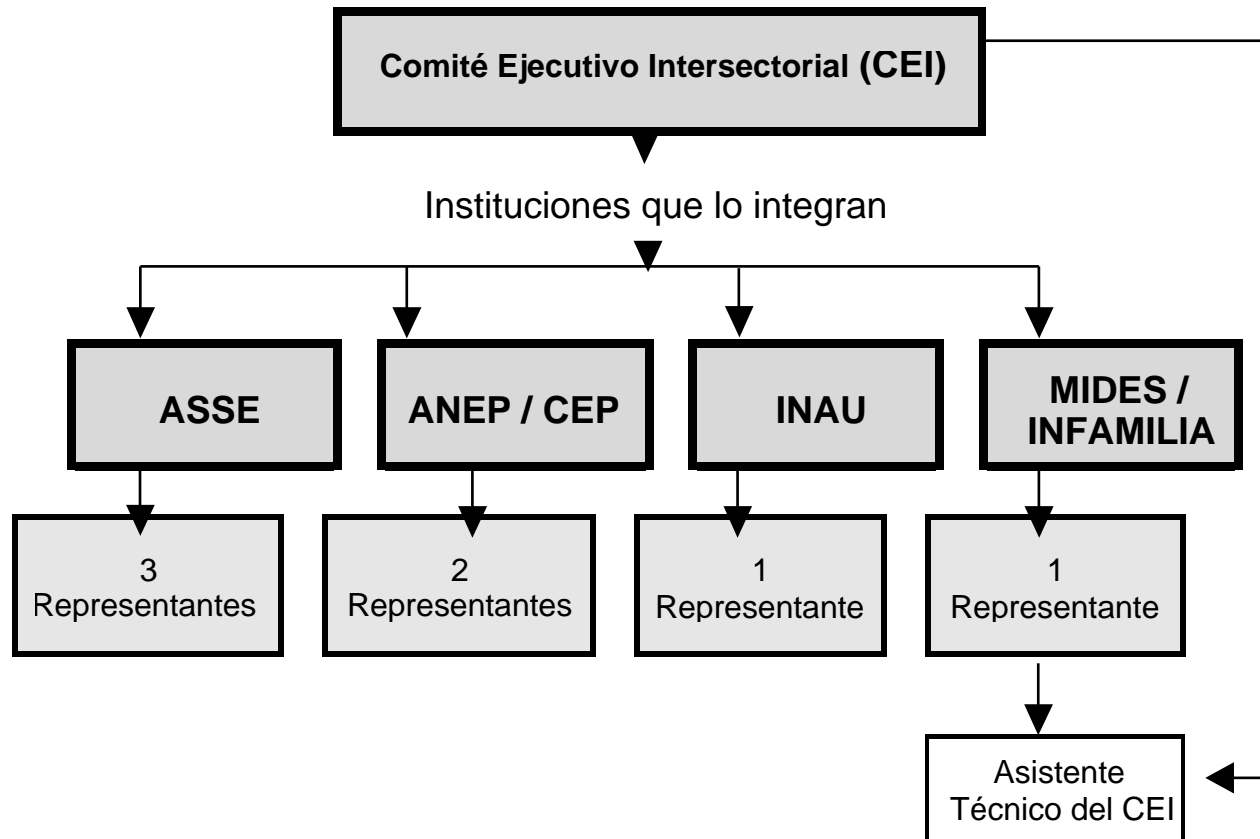 Comité Ejecutivo Intersectorial (CEI)
Instituciones que lo integran
ASSE
ANEP / CEP
INAU
MIDES /
INFAMILIA
3
Representantes
2
Representantes
1
Representante
1
Representante
Asistente
Técnico del CEI